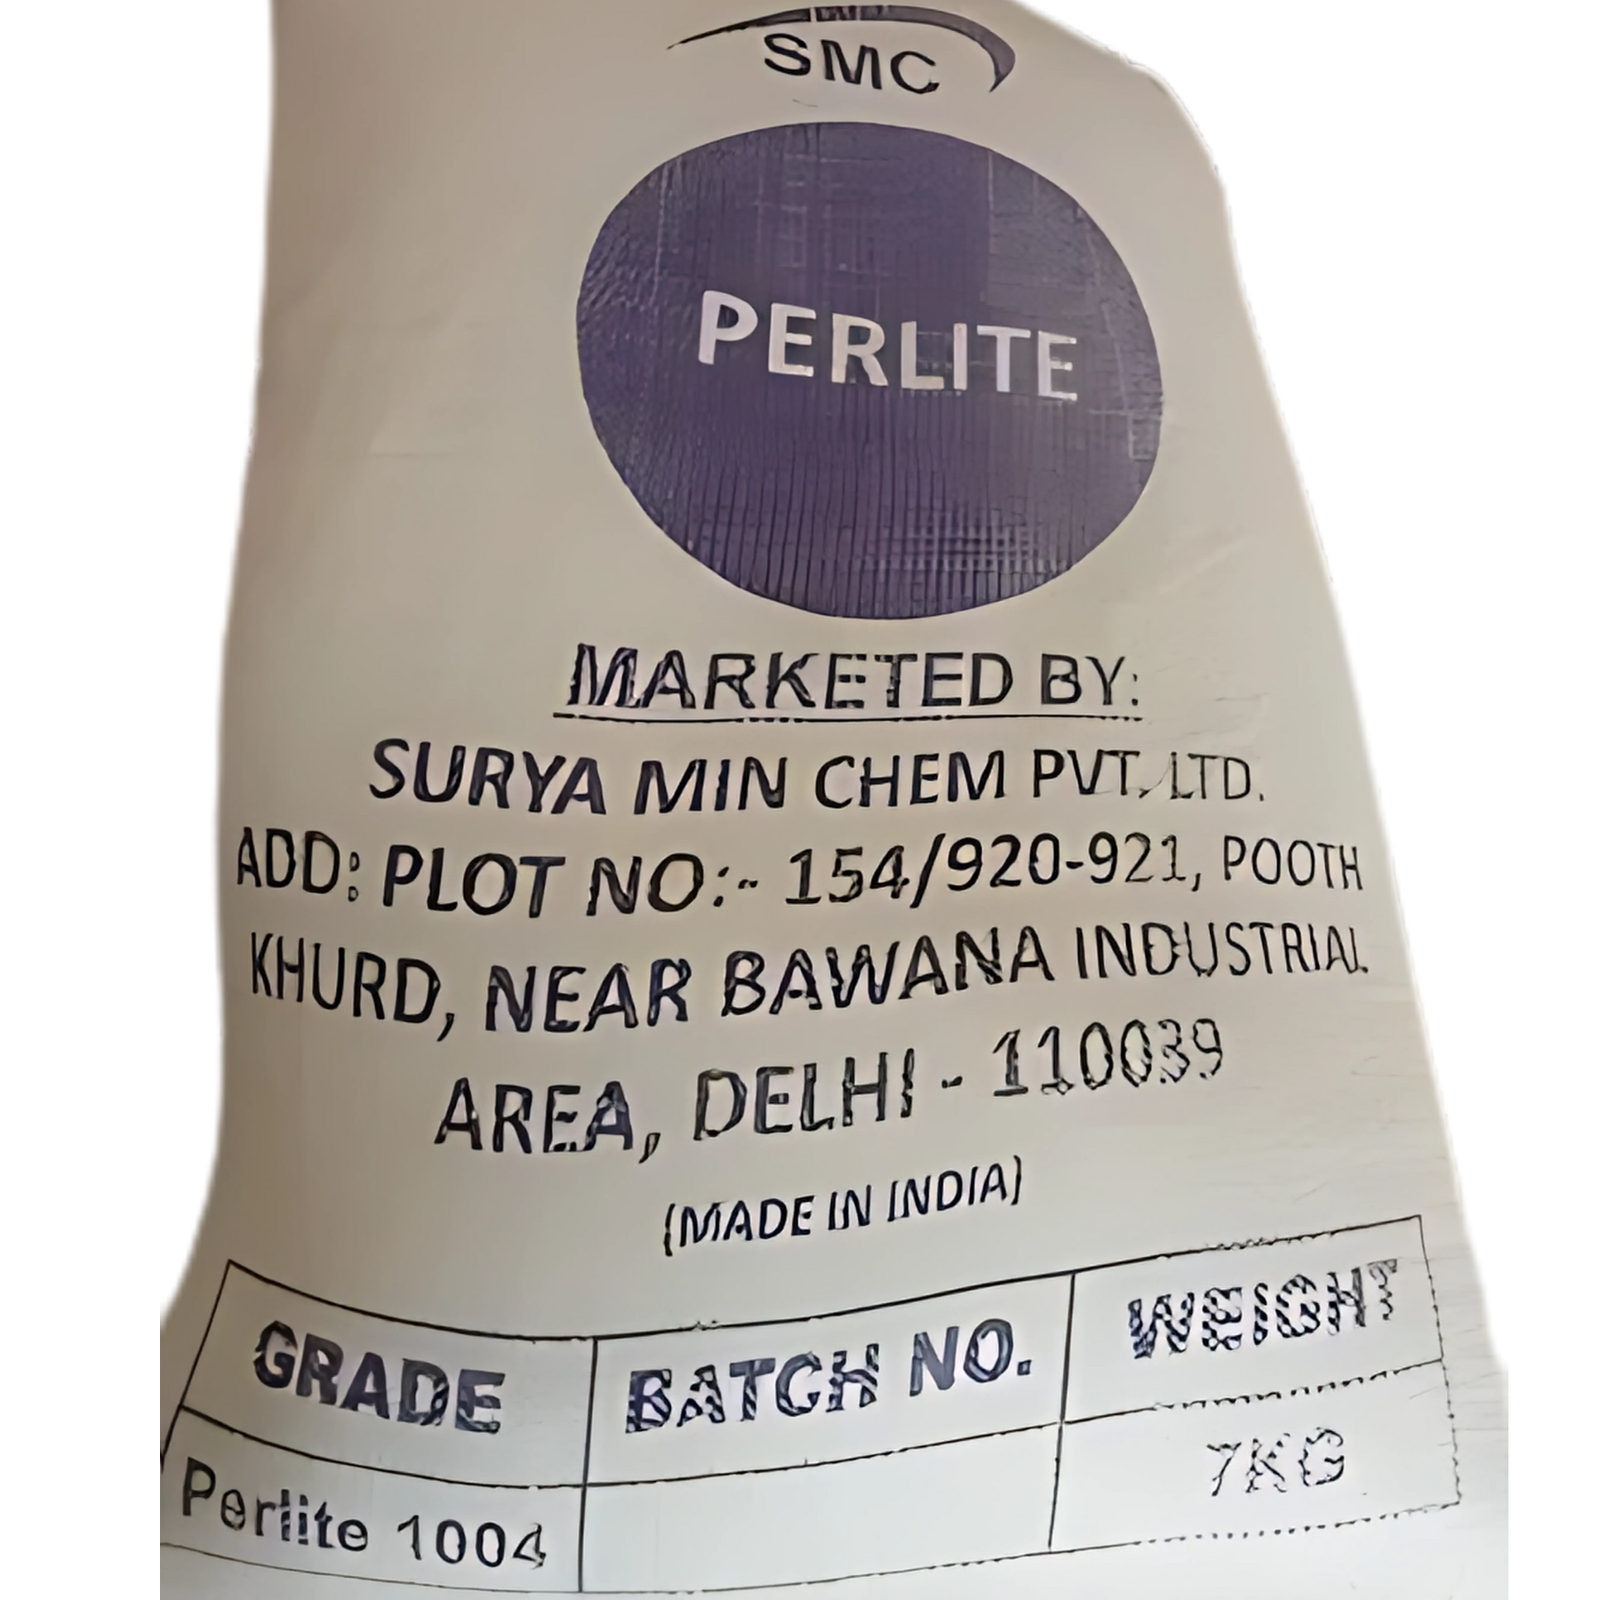 SMC
PERLITE
MARKETED BY:
SURYA MIN CHEM PVT. LTD.
ADD: PLOT NO:- 154/920-921, POOTH
KHURD, NEAR BAWANA INDUSTRIAL
AREA, DELHI - 110039
(MADE IN INDIA)
GRADE BATCH NO. WEIGHT
Perlite 1004 7KG